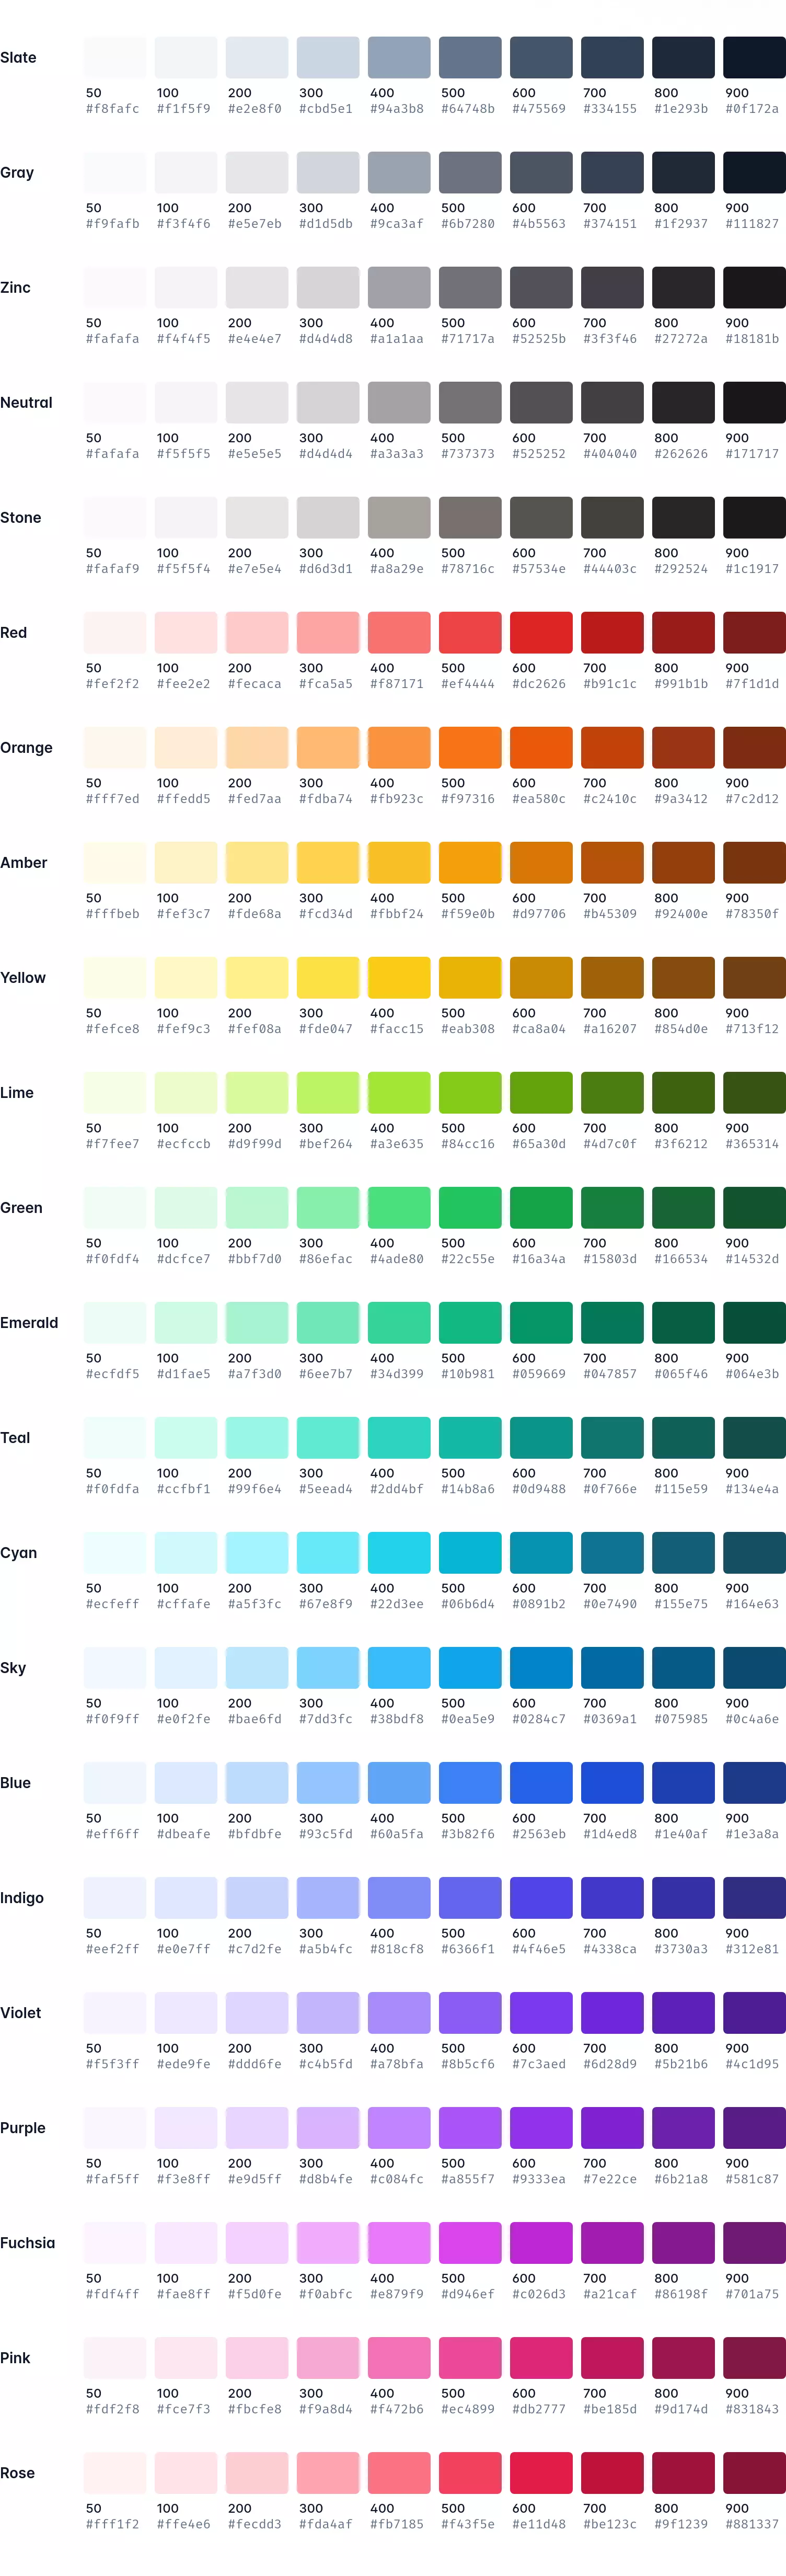 Slate
50 100 200 300 400 500 600 700 800 900
#f8fafc #f1f5f9 #e2e8f0 #cbd5e1 #94a3b8 #64748b #475569 #334155 #1e293b #0f172a
Gray
50 100 200 300 400 500 600 700 800 900
#f9fafb #f3f4f6 #e5e7eb #d1d5db #9ca3af #6b7280 #4b5563 #374151 #1f2937 #111827
Zinc
50 100 200 300 400 500 600 700 800 900
#fafafa #f4f4f5 #e4e4e7 #d4d4d8 #a1a1aa #71717a #52525b #3f3f46 #27272a #18181b
Neutral
50 100 200 300 400 500 600 700 800 900
#fafafa #f5f5f5 #e5e5e5 #d4d4d4 #a3a3a3 #737373 #525252 #404040 #262626 #171717
Stone
50 100 200 300 400 500 600 700 800 900
#fafaf9 #f5f5f4 #e7e5e4 #d6d3d1 #a8a29e #78716c #57534e #44403c #292524 #1c1917
Red
50 100 200 300 400 500 600 700 800 900
#fef2f2 #fee2e2 #fecaca #fca5a5 #f87171 #ef4444 #dc2626 #b91c1c #991b1b #7f1d1d
Orange
50 100 200 300 400 500 600 700 800 900
#fff7ed #ffedd5 #fed7aa #fdba74 #fb923c #f97316 #ea580c #c2410c #9a3412 #7c2d12
Amber
50 100 200 300 400 500 600 700 800 900
#fffbeb #fef3c7 #fde68a #fcd34d #fbbf24 #f59e0b #d97706 #b45309 #92400e #78350f
Yellow
50 100 200 300 400 500 600 700 800 900
#fefce8 #fef9c3 #fef08a #fde047 #facc15 #eab308 #ca8a04 #a16207 #854d0e #713f12
Lime
50 100 200 300 400 500 600 700 800 900
#f7fee7 #ecfccb #d9f99d #bef264 #a3e635 #84cc16 #65a30d #4d7c0f #3f6212 #365314
Green
50 100 200 300 400 500 600 700 800 900
#f0fdf4 #dcfce7 #bbf7d0 #86efac #4ade80 #22c55e #16a34a #15803d #166534 #14532d
Emerald
50 100 200 300 400 500 600 700 800 900
#ecfdf5 #d1fae5 #a7f3d0 #6ee7b7 #34d399 #10b981 #059669 #047857 #065f46 #064e3b
Teal
50 100 200 300 400 500 600 700 800 900
#f0fdfa #ccfbf1 #99f6e4 #5eead4 #2dd4bf #14b8a6 #0d9488 #0f766e #115e59 #134e4a
Cyan
50 100 200 300 400 500 600 700 800 900
#ecfeff #cffafe #a5f3fc #67e8f9 #22d3ee #06b6d4 #0891b2 #0e7490 #155e75 #164e63
Sky
50 100 200 300 400 500 600 700 800 900
#f0f9ff #e0f2fe #bae6fd #7dd3fc #38bdf8 #0ea5e9 #0284c7 #0369a1 #075985 #0c4a6e
Blue
50 100 200 300 400 500 600 700 800 900
#eff6ff #dbeafe #bfdbfe #93c5fd #60a5fa #3b82f6 #2563eb #1d4ed8 #1e40af #1e3a8a
Indigo
50 100 200 300 400 500 600 700 800 900
#eef2ff #e0e7ff #c7d2fe #a5b4fc #818cf8 #6366f1 #4f46e5 #4338ca #3730a3 #312e81
Violet
50 100 200 300 400 500 600 700 800 900
#f5f3ff #ede9fe #ddd6fe #c4b5fd #a78bfa #8b5cf6 #7c3aed #6d28d9 #5b21b6 #4c1d95
Purple
50 100 200 300 400 500 600 700 800 900
#faf5ff #f3e8ff #e9d5ff #d8b4fe #c084fc #a855f7 #9333ea #7e22ce #6b21a8 #581c87
Fuchsia
50 100 200 300 400 500 600 700 800 900
#fdf4ff #fae8ff #f5d0fe #f0abfc #e879f9 #d946ef #c026d3 #a21caf #86198f #701a75
Pink
50 100 200 300 400 500 600 700 800 900
#fdf2f8 #fce7f3 #fbcfe8 #f9a8d4 #f472b6 #ec4899 #db2777 #be185d #9d174d #831843
Rose
50 100 200 300 400 500 600 700 800 900
#fff1f2 #ffe4e6 #fecdd3 #fda4af #fb7185 #f43f5e #e11d48 #be123c #9f1239 #881337